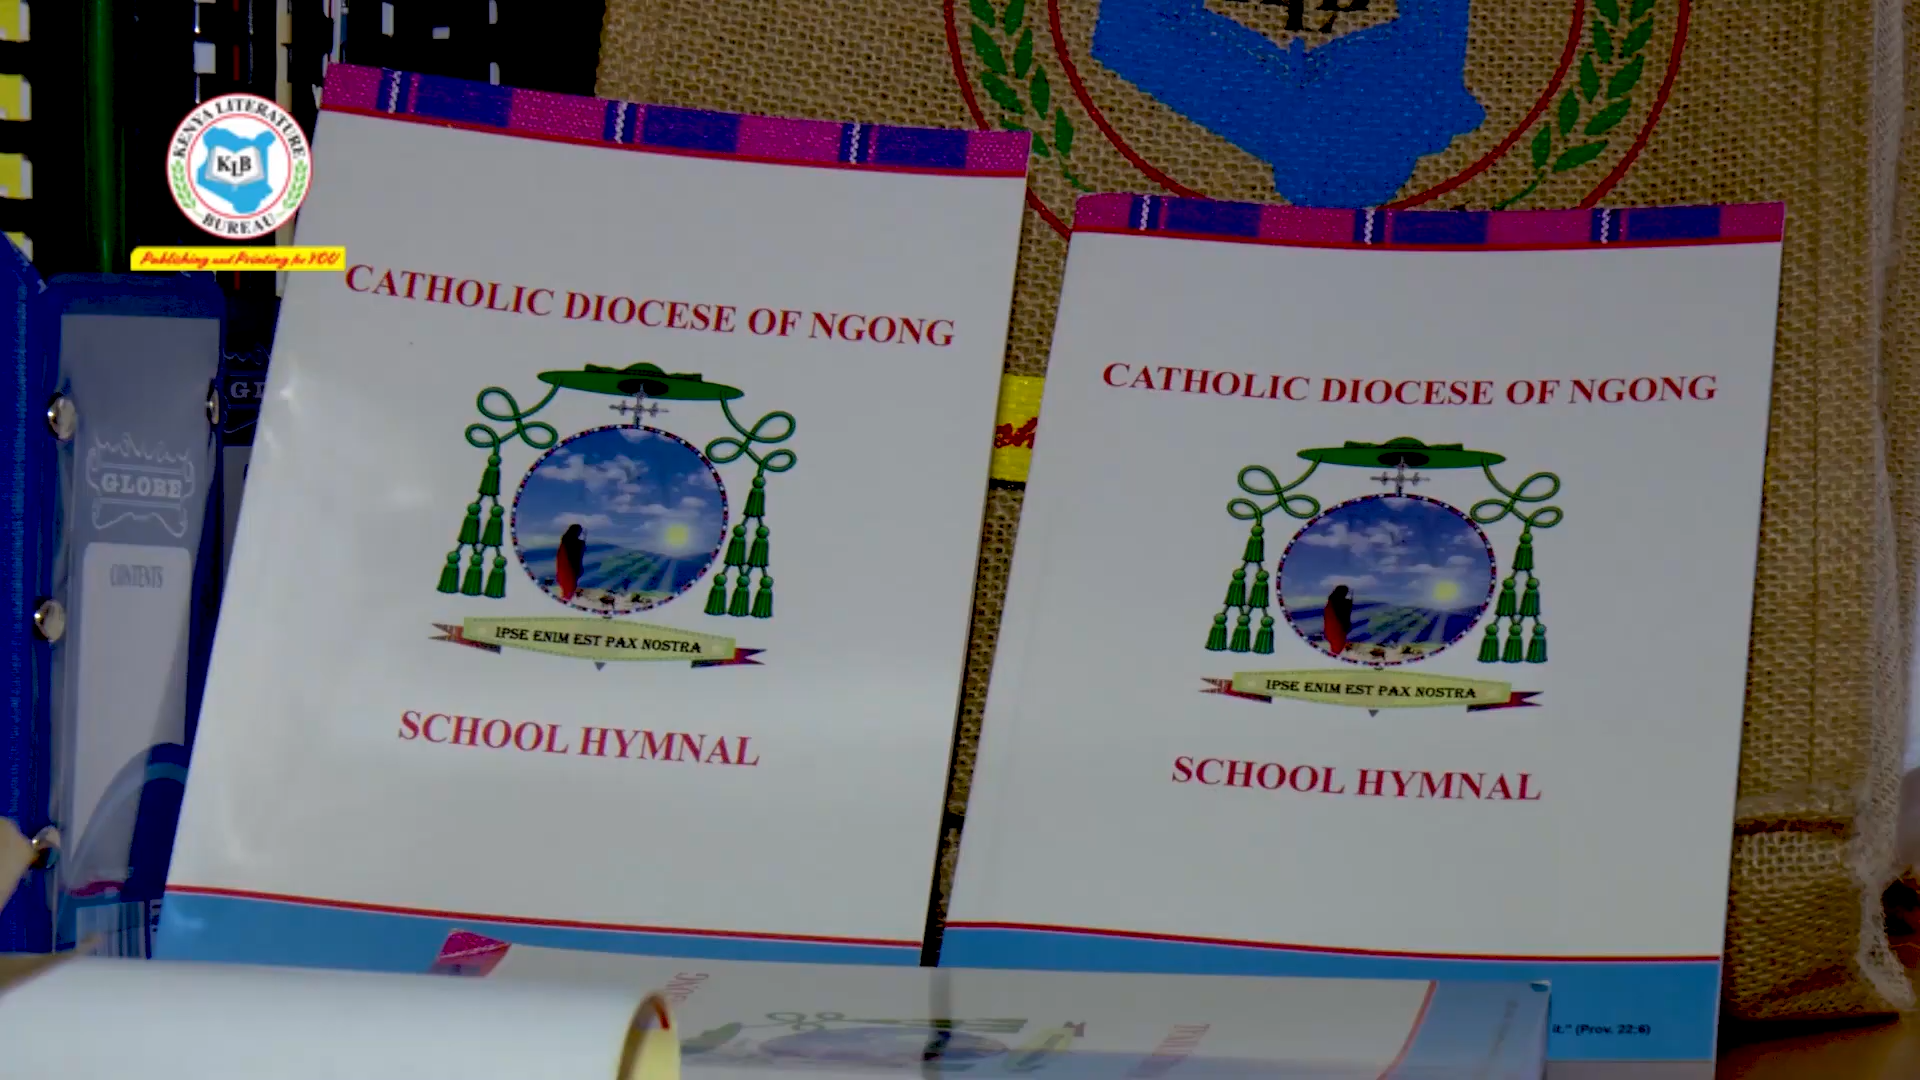 KENYA LITERATURE
KLB
BUREAU
Publishing and Printing for YOU
CATHOLIC DIOCESE OF NGONG
IPSE ENIM EST PAX NOSTRA
SCHOOL HYMNAL
CATHOLIC DIOCESE OF NGONG
IPSE ENIM EST PAX NOSTRA
SCHOOL HYMNAL
GLOBE
CONTENTS
it." (Prov. 22:6)